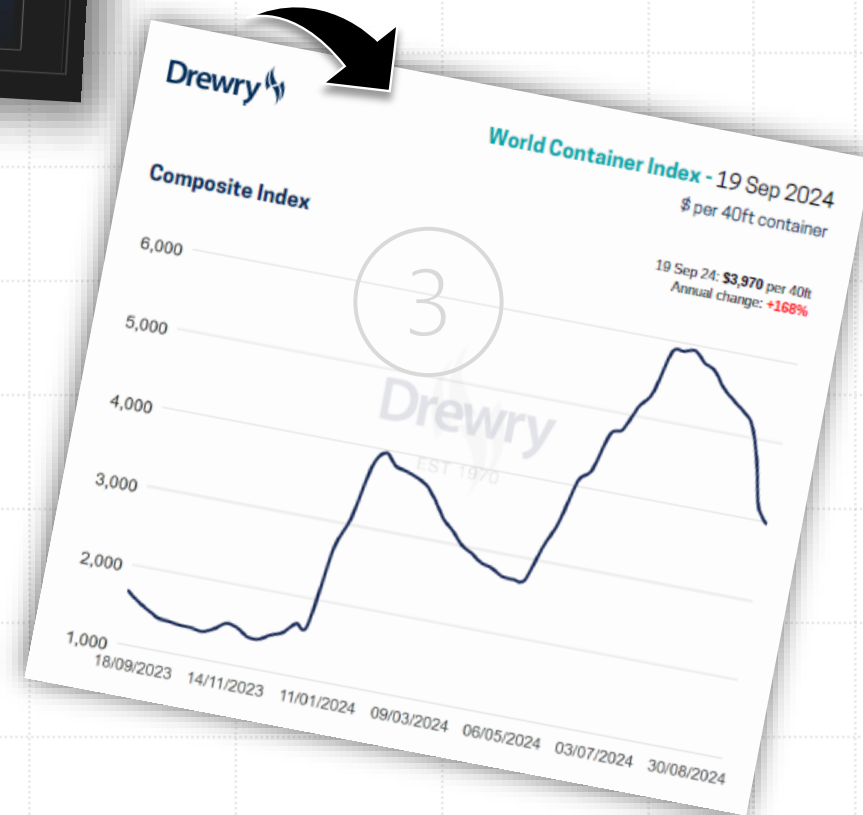 Drewry
World Container Index - 19 Sep 2024
$ per 40ft container
Composite Index
19 Sep 24: $3,970 per 40ft
Annual change: +168%
6,000
5,000
4,000
3,000
2,000
1,000
3
Drewry
EST 1970
18/09/2023 14/11/2023 11/01/2024 09/03/2024 06/05/2024 03/07/2024 30/08/2024